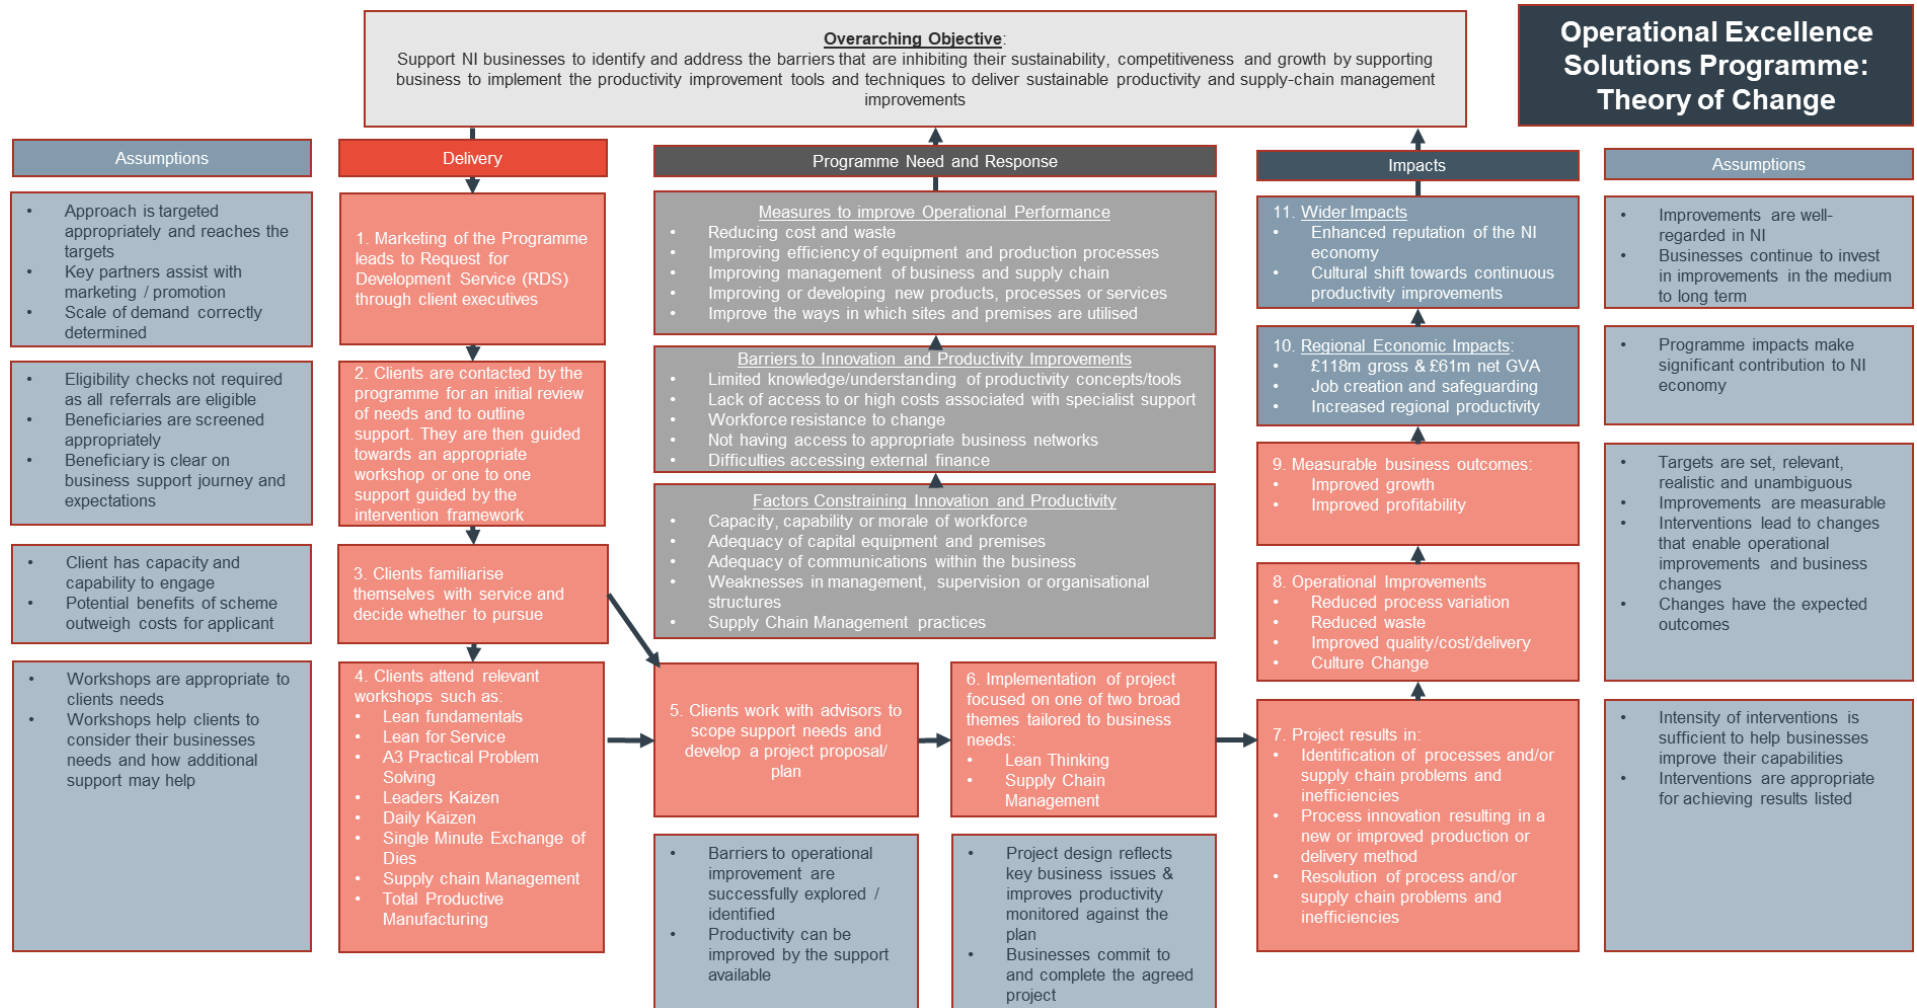 Overarching Objective:
Support NI businesses to identify and address the barriers that are inhibiting their sustainability, competitiveness and growth by supporting
business to implement the productivity improvement tools and techniques to deliver sustainable productivity and supply-chain management
improvements
Operational Excellence
Solutions Programme:
Theory of Change
Assumptions
• Approach is targeted
appropriately and reaches the
targets
• Key partners assist with
marketing / promotion
• Scale of demand correctly
determined
• Eligibility checks not required
as all referrals are eligible
• Beneficiaries are screened
appropriately
• Beneficiary is clear on
business support journey and
expectations
• Client has capacity and
capability to engage
• Potential benefits of scheme
outweigh costs for applicant
• Workshops are appropriate to
clients needs
• Workshops help clients to
consider their businesses
needs and how additional
support may help
Delivery
1. Marketing of the Programme
leads to Request for
Development Service (RDS)
through client executives
2. Clients are contacted by the
programme for an initial review
of needs and to outline
support. They are then guided
towards an appropriate
workshop or one to one
support guided by the
intervention framework
3. Clients familiarise
themselves with service and
decide whether to pursue
4. Clients attend relevant
workshops such as:
• Lean fundamentals
• Lean for Service
• A3 Practical Problem
Solving
• Leaders Kaizen
• Daily Kaizen
• Single Minute Exchange of
Dies
• Supply chain Management
• Total Productive
Manufacturing
Programme Need and Response
Measures to improve Operational Performance
• Reducing cost and waste
• Improving efficiency of equipment and production processes
• Improving management of business and supply chain
• Improving or developing new products, processes or services
• Improve the ways in which sites and premises are utilised
Barriers to Innovation and Productivity Improvements
• Limited knowledge/understanding of productivity concepts/tools
• Lack of access to or high costs associated with specialist support
• Workforce resistance to change
• Not having access to appropriate business networks
• Difficulties accessing external finance
Factors Constraining Innovation and Productivity
• Capacity, capability or morale of workforce
• Adequacy of capital equipment and premises
• Adequacy of communications within the business
• Weaknesses in management, supervision or organisational
structures
• Supply Chain Management practices
5. Clients work with advisors to
scope support needs and
develop a project proposal/
plan
• Barriers to operational
improvement are
successfully explored /
identified
• Productivity can be
improved by the support
available
6. Implementation of project
focused on one of two broad
themes tailored to business
needs:
• Lean Thinking
• Supply Chain
Management
• Project design reflects
key business issues &
improves productivity
monitored against the
plan
• Businesses commit to
and complete the agreed
project
Impacts
11. Wider Impacts
• Enhanced reputation of the NI
economy
• Cultural shift towards continuous
productivity improvements
10. Regional Economic Impacts:
• £118m gross & £61m net GVA
• Job creation and safeguarding
• Increased regional productivity
9. Measurable business outcomes:
• Improved growth
• Improved profitability
8. Operational Improvements
• Reduced process variation
• Reduced waste
• Improved quality/cost/delivery
• Culture Change
7. Project results in:
• Identification of processes and/or
supply chain problems and
inefficiencies
• Process innovation resulting in a
new or improved production or
delivery method
• Resolution of process and/or
supply chain problems and
inefficiencies
Assumptions
• Improvements are well-
regarded in NI
• Businesses continue to invest
in improvements in the medium
to long term
• Programme impacts make
significant contribution to NI
economy
• Targets are set, relevant,
realistic and unambiguous
• Improvements are measurable
• Interventions lead to changes
that enable operational
improvements and business
changes
• Changes have the expected
outcomes
• Intensity of interventions is
sufficient to help businesses
improve their capabilities
• Interventions are appropriate
for achieving results listed